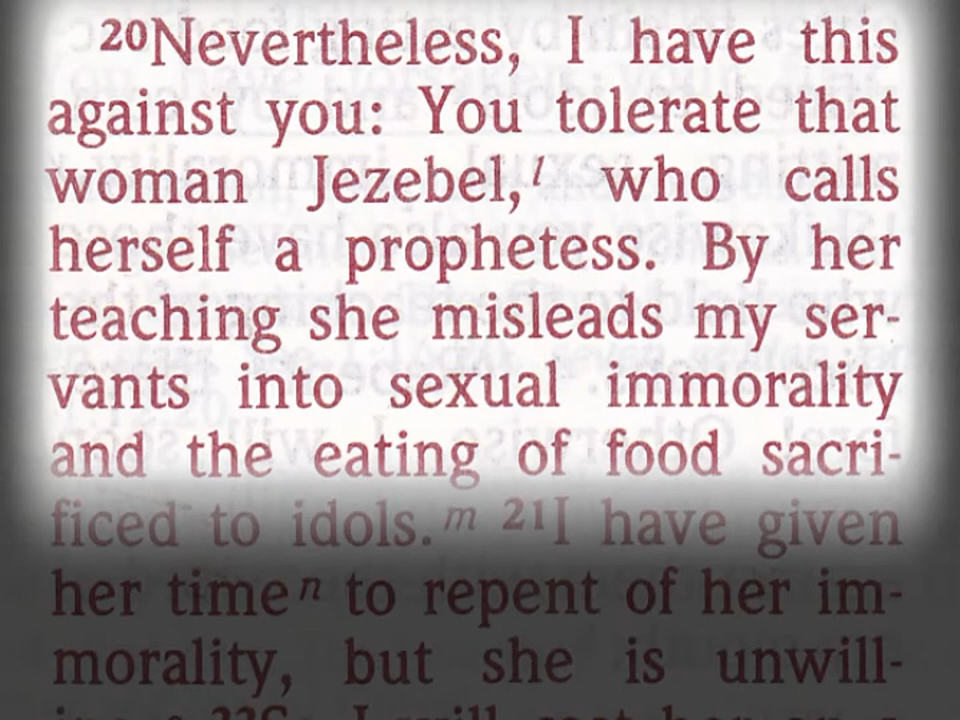 20Nevertheless, I have this
against you: You tolerate that
woman Jezebel,l who calls
herself a prophetess. By her
teaching she misleads my ser-
vants into sexual immorality
and the eating of food sacri-
ficed to idols.m 21I have given
her timen to repent of her im-
morality, but she is unwill-